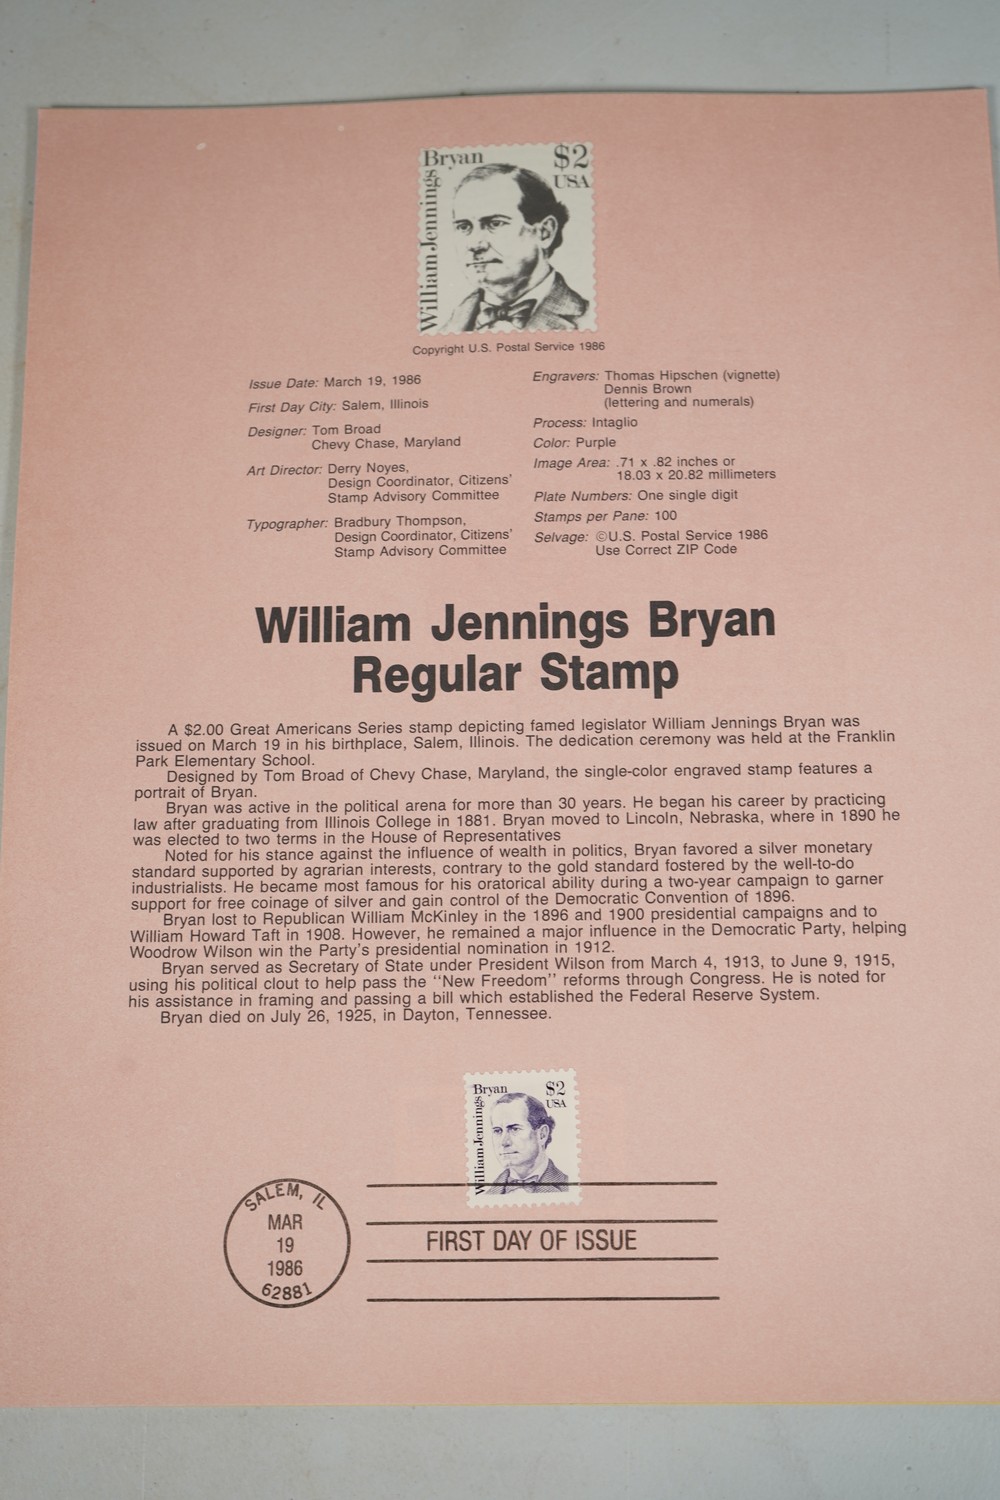 Bryan $2
USA
William Jennings
Copyright U.S. Postal Service 1986
Issue Date: March 19, 1986
First Day City: Salem, Illinois
Designer: Tom Broad
Chevy Chase, Maryland
Art Director: Derry Noyes,
Design Coordinator, Citizens'
Stamp Advisory Committee
Typographer: Bradbury Thompson,
Design Coordinator, Citizens'
Stamp Advisory Committee
Engravers: Thomas Hipschen (vignette)
Dennis Brown
(lettering and numerals)
Process: Intaglio
Color: Purple
Image Area: .71 x .82 inches or
18.03 x 20.82 millimeters
Plate Numbers: One single digit
Stamps per Pane: 100
Selvage: ©U.S. Postal Service 1986
Use Correct ZIP Code
William Jennings Bryan
Regular Stamp
A $2.00 Great Americans Series stamp depicting famed legislator William Jennings Bryan was
issued on March 19 in his birthplace, Salem, Illinois. The dedication ceremony was held at the Franklin
Park Elementary School.
Designed by Tom Broad of Chevy Chase, Maryland, the single-color engraved stamp features a
portrait of Bryan.
Bryan was active in the political arena for more than 30 years. He began his career by practicing
law after graduating from Illinois College in 1881. Bryan moved to Lincoln, Nebraska, where in 1890 he
was elected to two terms in the House of Representatives
Noted for his stance against the influence of wealth in politics, Bryan favored a silver monetary
standard supported by agrarian interests, contrary to the gold standard fostered by the well-to-do
industrialists. He became most famous for his oratorical ability during a two-year campaign to garner
support for free coinage of silver and gain control of the Democratic Convention of 1896.
Bryan lost to Republican William McKinley in the 1896 and 1900 presidential campaigns and to
William Howard Taft in 1908. However, he remained a major influence in the Democratic Party, helping
Woodrow Wilson win the Party's presidential nomination in 1912.
Bryan served as Secretary of State under President Wilson from March 4, 1913, to June 9, 1915,
using his political clout to help pass the "New Freedom" reforms through Congress. He is noted for
his assistance in framing and passing a bill which established the Federal Reserve System.
Bryan died on July 26, 1925, in Dayton, Tennessee.
Bryan $2
USA
William Jennings
SALEM, IL
MAR
19
1986
62881
FIRST DAY OF ISSUE